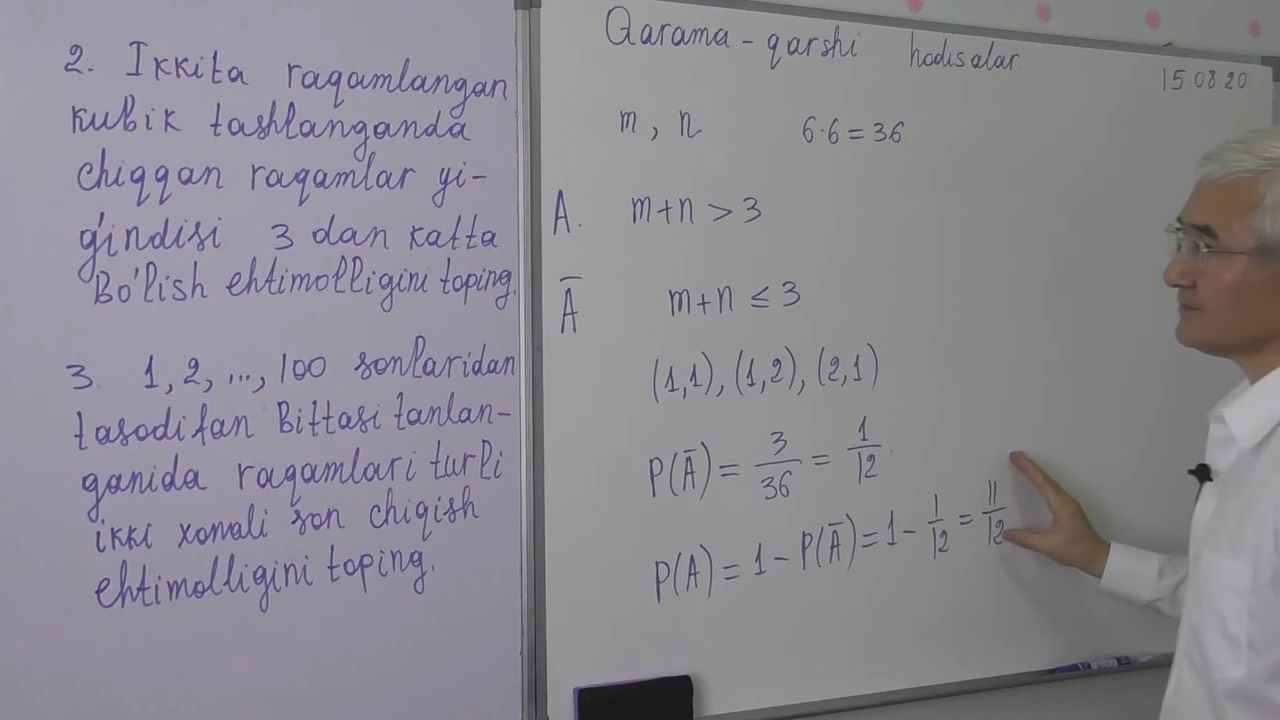 2. Ikkita raqamlangan
kubik tashlanganda
chiqqan raqamlar yi-
g'indisi 3 dan katta
Bo'lish ehtimolligini toping.
3. 1, 2, ..., 100 sonlaridan
tasodifan Bittasi tanlan-
ganida raqamlari turli
ikki xonali son chiqish
ehtimolligini toping.
Qarama-qarshi hodisalar
15 08 20
m, n 6·6=36
A. m+n > 3
A̅ m+n ≤ 3
(1,1), (1,2), (2,1)
P(A̅) = 3/36 = 1/12
P(A) = 1 - P(A̅) = 1 - 1/12 = 11/12